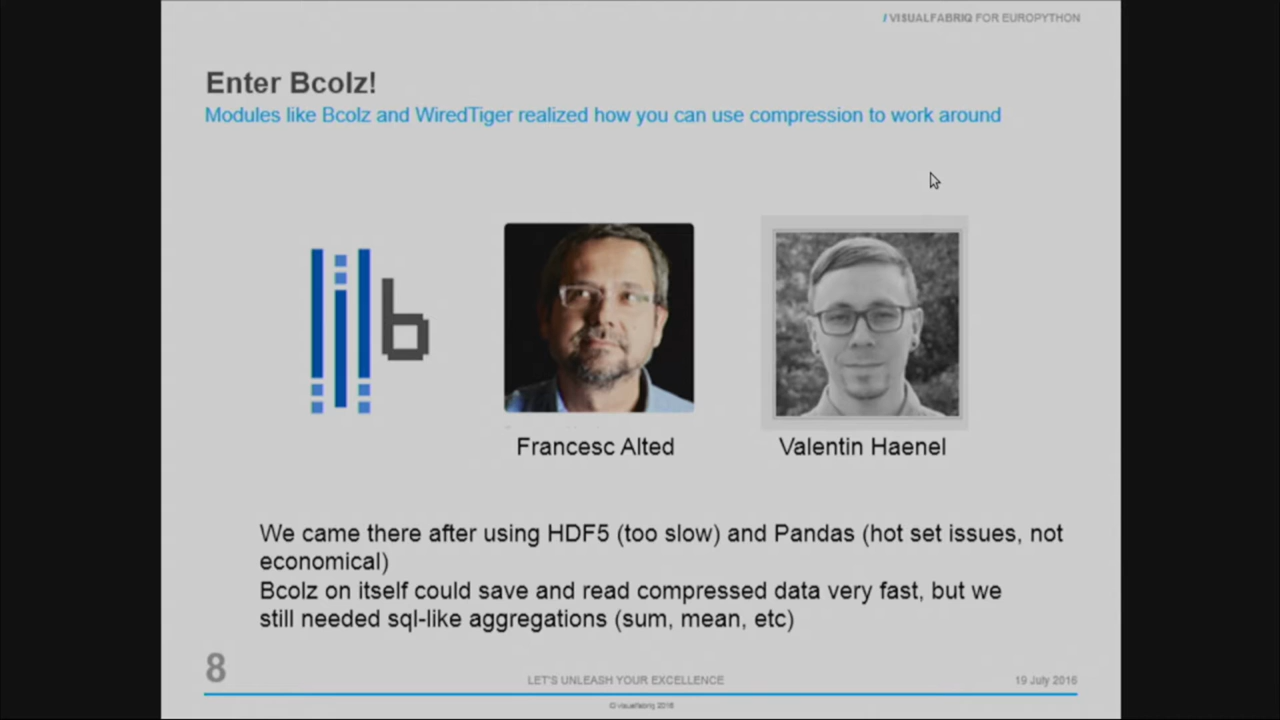 / VISUALFABRIQ FOR EUROPYTHON
Enter Bcolz!
Modules like Bcolz and WiredTiger realized how you can use compression to work around
b
Francesc Alted
Valentin Haenel
We came there after using HDF5 (too slow) and Pandas (hot set issues, not
economical)
Bcolz on itself could save and read compressed data very fast, but we
still needed sql-like aggregations (sum, mean, etc)
8
LET'S UNLEASH YOUR EXCELLENCE
19 July 2016
© visualfabriq 2016